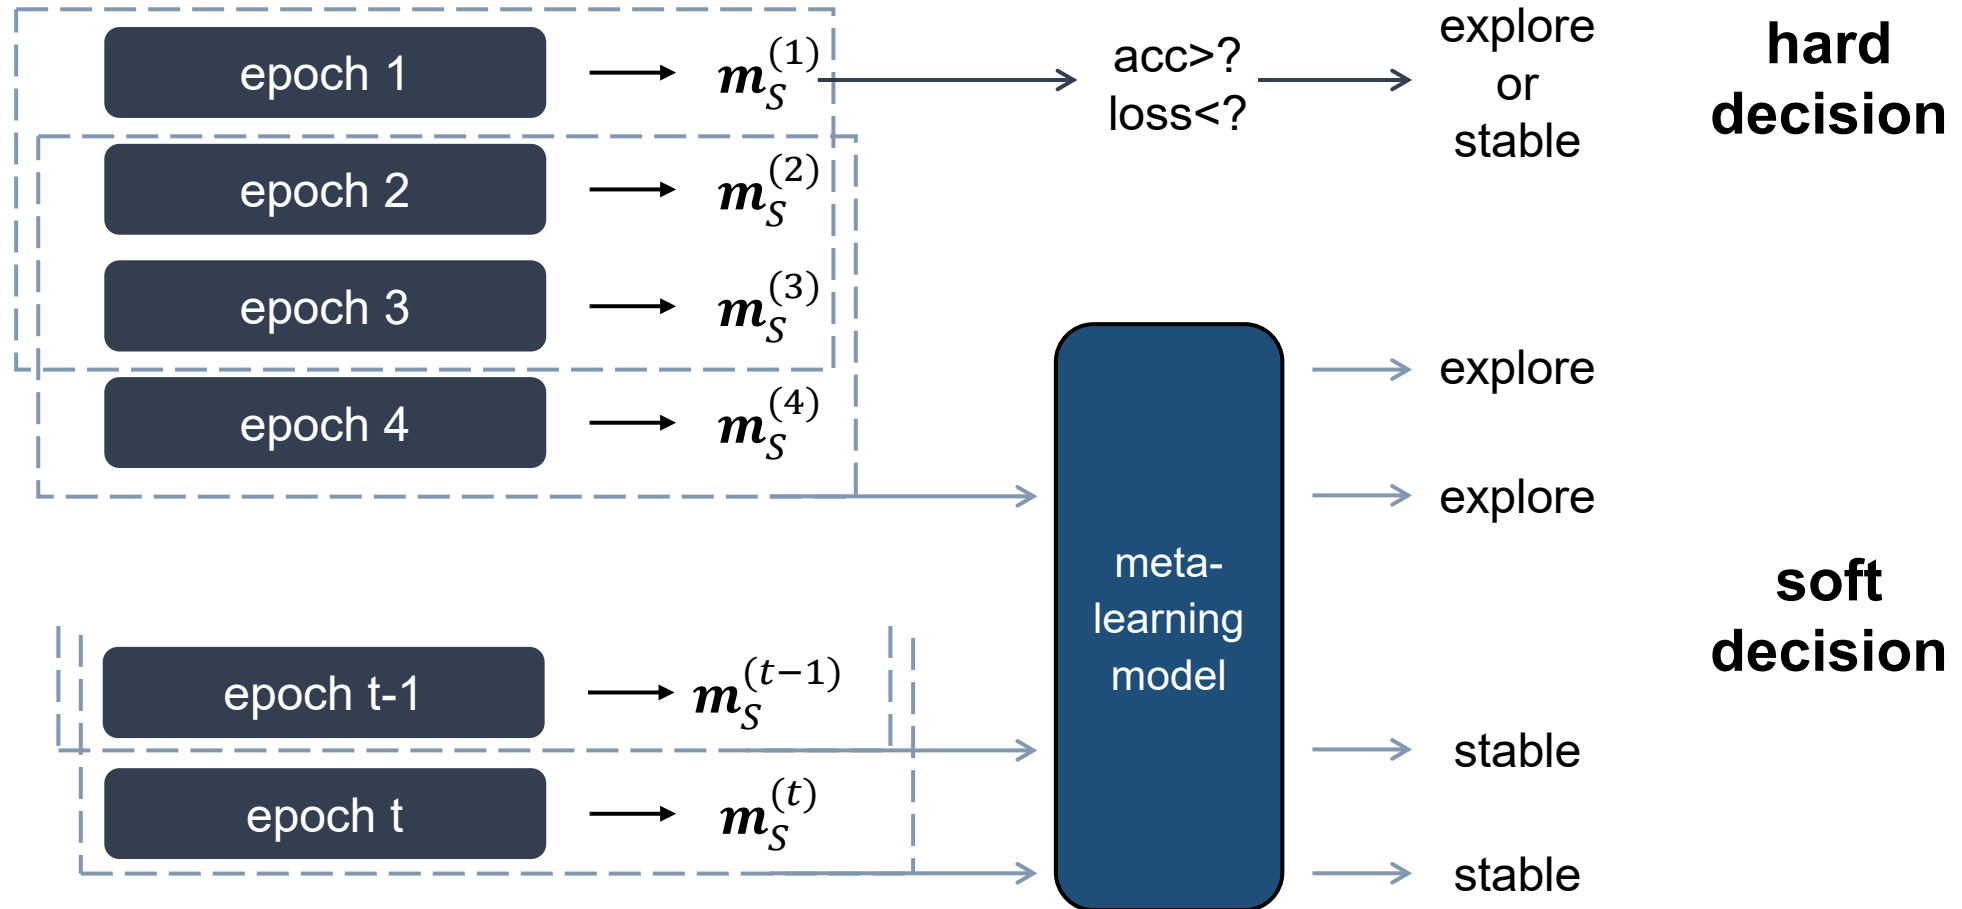 epoch 1
𝒎_S^(1)
acc>?
loss<?
explore
or
stable
hard
decision
epoch 2
𝒎_S^(2)
epoch 3
𝒎_S^(3)
epoch 4
𝒎_S^(4)
explore
explore
meta-
learning
model
soft
decision
epoch t-1
𝒎_S^(t−1)
stable
epoch t
𝒎_S^(t)
stable